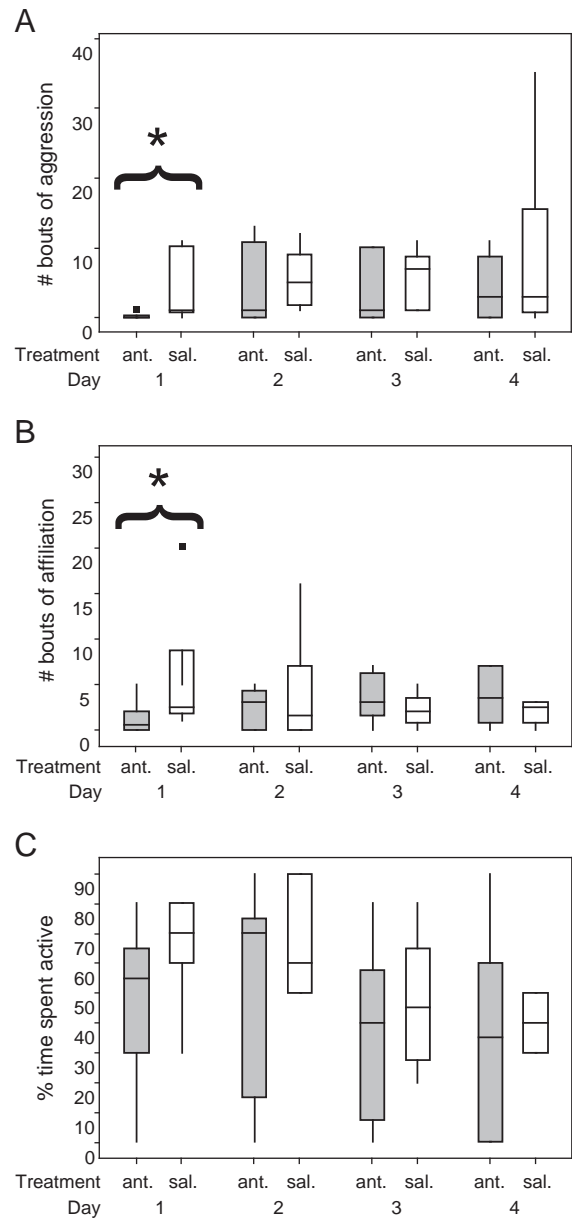 A
# bouts of aggression
40
30
20
10
0
*
Treatment ant. sal. ant. sal. ant. sal. ant. sal.
Day 1 2 3 4
B
# bouts of affiliation
30
25
20
15
10
5
0
*
Treatment ant. sal. ant. sal. ant. sal. ant. sal.
Day 1 2 3 4
C
% time spent active
90
80
70
60
50
40
30
20
10
0
Treatment ant. sal. ant. sal. ant. sal. ant. sal.
Day 1 2 3 4